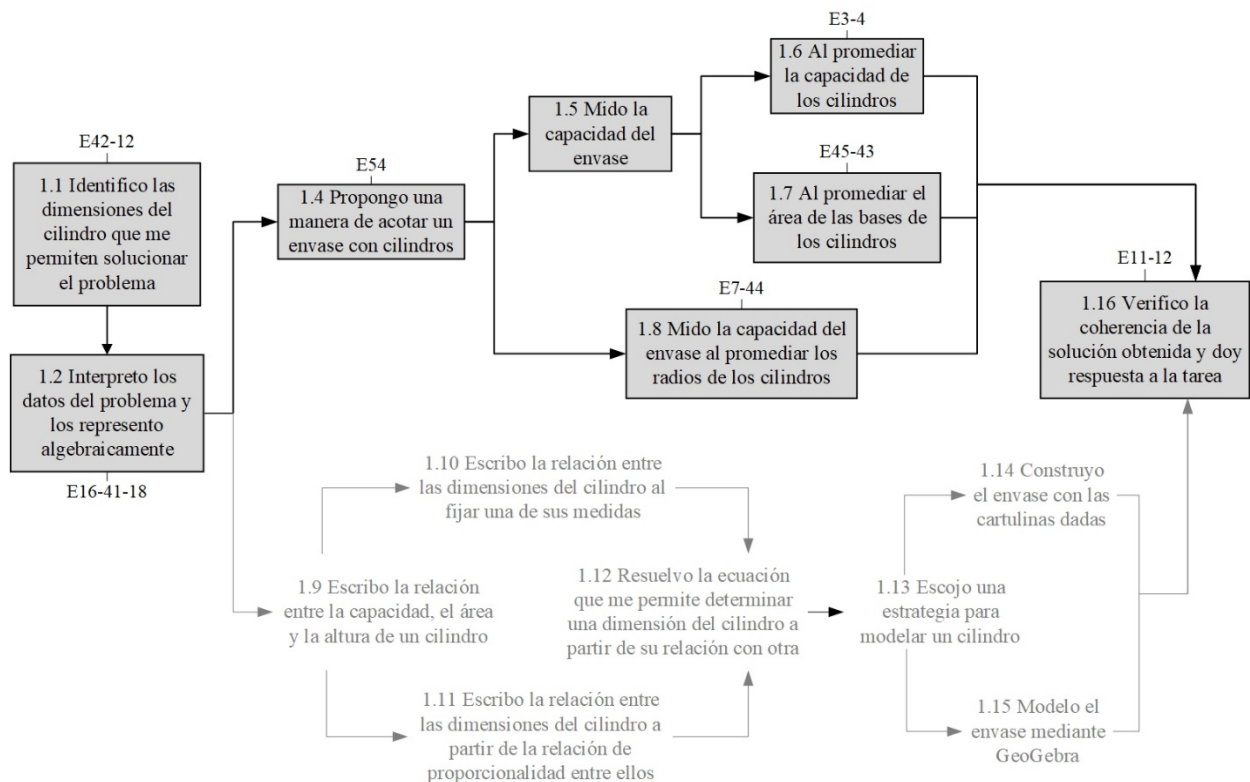 E42-12
1.1 Identifico las
dimensiones del
cilindro que me
permiten solucionar
el problema
1.2 Interpreto los
datos del problema y
los represento
algebraicamente
E16-41-18
E54
1.4 Propongo una
manera de acotar un
envase con cilindros
1.5 Mido la
capacidad del
envase
E3-4
1.6 Al promediar
la capacidad de
los cilindros
E45-43
1.7 Al promediar el
área de las bases de
los cilindros
E7-44
1.8 Mido la capacidad del
envase al promediar los
radios de los cilindros
E11-12
1.16 Verifico la
coherencia de la
solución obtenida y doy
respuesta a la tarea
1.9 Escribo la relación
entre la capacidad, el área
y la altura de un cilindro
1.10 Escribo la relación entre
las dimensiones del cilindro al
fijar una de sus medidas
1.11 Escribo la relación entre
las dimensiones del cilindro a
partir de la relación de
proporcionalidad entre ellos
1.12 Resuelvo la ecuación
que me permite determinar
una dimensión del cilindro a
partir de su relación con otra
1.13 Escojo una
estrategia para
modelar un cilindro
1.14 Construyo
el envase con las
cartulinas dadas
1.15 Modelo el
envase mediante
GeoGebra